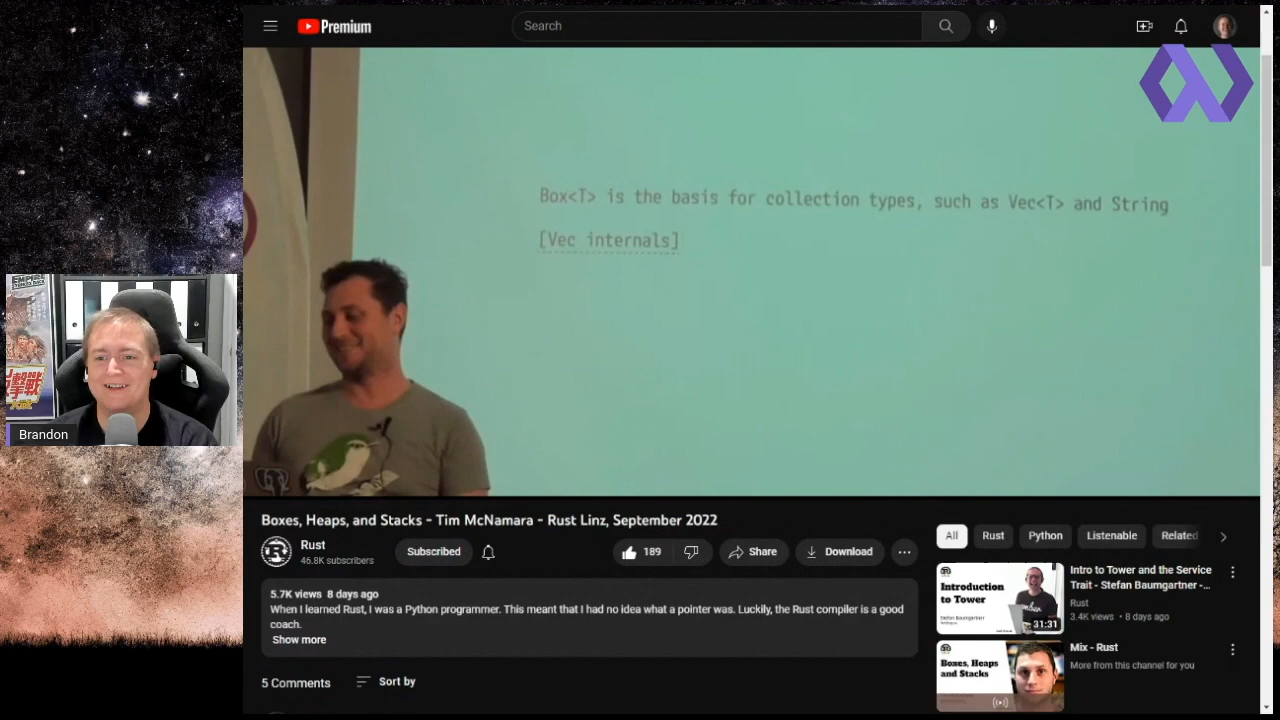 Premium
Search
Box<T> is the basis for collection types, such as Vec<T> and String
[Vec internals]
Brandon
Boxes, Heaps, and Stacks - Tim McNamara - Rust Linz, September 2022
Rust
46.8K subscribers
Subscribed
189
Share
Download
5.7K views 8 days ago
When I learned Rust, I was a Python programmer. This meant that I had no idea what a pointer was. Luckily, the Rust compiler is a good
coach.
Show more
5 Comments
Sort by
All
Rust
Python
Listenable
Related
Introduction
to Tower
31:31
Intro to Tower and the Service
Trait - Stefan Baumgartner -...
Rust
3.4K views • 8 days ago
Boxes, Heaps
and Stacks
Mix - Rust
More from this channel for you